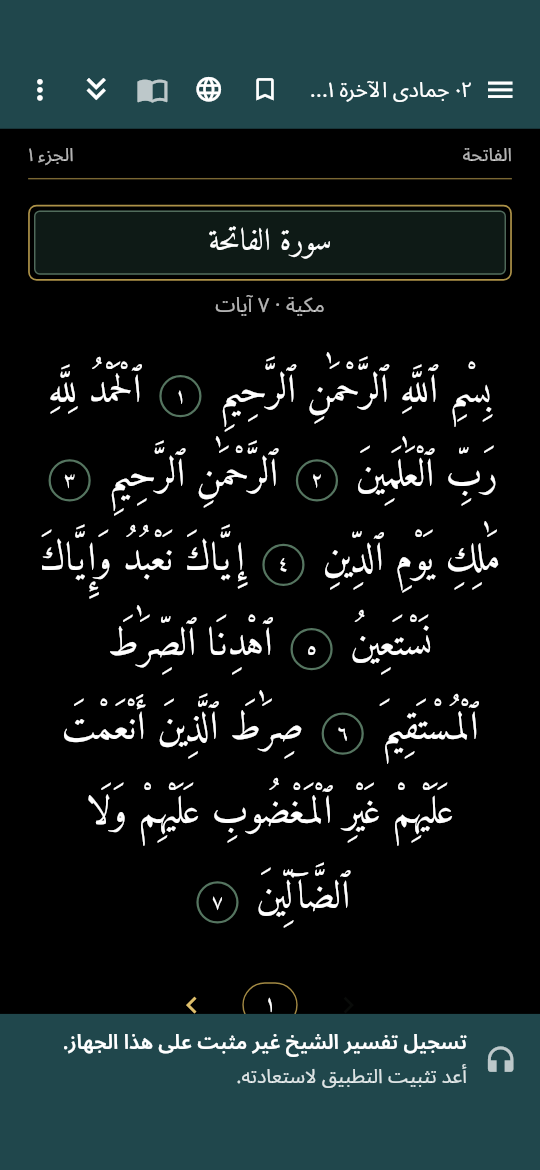 ٠٢ جمادى الآخرة ١...
الفاتحة
الجزء ١
سورة الفاتحة
مكية · ٧ آيات
بِسْمِ ٱللَّهِ ٱلرَّحْمَٰنِ ٱلرَّحِيمِ ١ ٱلْحَمْدُ لِلَّهِ
رَبِّ ٱلْعَٰلَمِينَ ٢ ٱلرَّحْمَٰنِ ٱلرَّحِيمِ ٣
مَٰلِكِ يَوْمِ ٱلدِّينِ ٤ إِيَّاكَ نَعْبُدُ وَإِيَّاكَ
نَسْتَعِينُ ٥ ٱهْدِنَا ٱلصِّرَٰطَ
ٱلْمُسْتَقِيمَ ٦ صِرَٰطَ ٱلَّذِينَ أَنْعَمْتَ
عَلَيْهِمْ غَيْرِ ٱلْمَغْضُوبِ عَلَيْهِمْ وَلَا
ٱلضَّآلِّينَ ٧
١
تسجيل تفسير الشيخ غير مثبت على هذا الجهاز.
أعد تثبيت التطبيق لاستعادته.